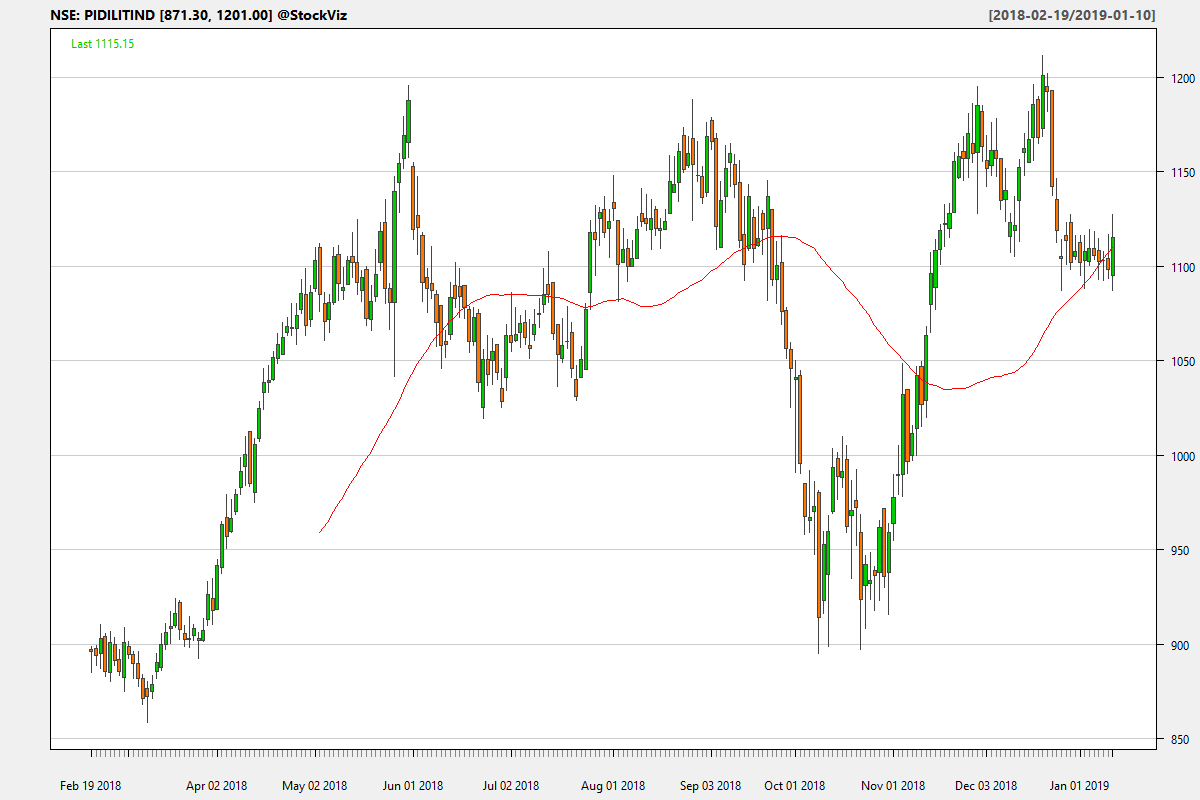 NSE: PIDILITIND [871.30, 1201.00] @StockViz [2018-02-19/2019-01-10]
Last 1115.15
1200
1150
1100
1050
1000
950
900
850
Feb 19 2018 Apr 02 2018 May 02 2018 Jun 01 2018 Jul 02 2018 Aug 01 2018 Sep 03 2018 Oct 01 2018 Nov 01 2018 Dec 03 2018 Jan 01 2019